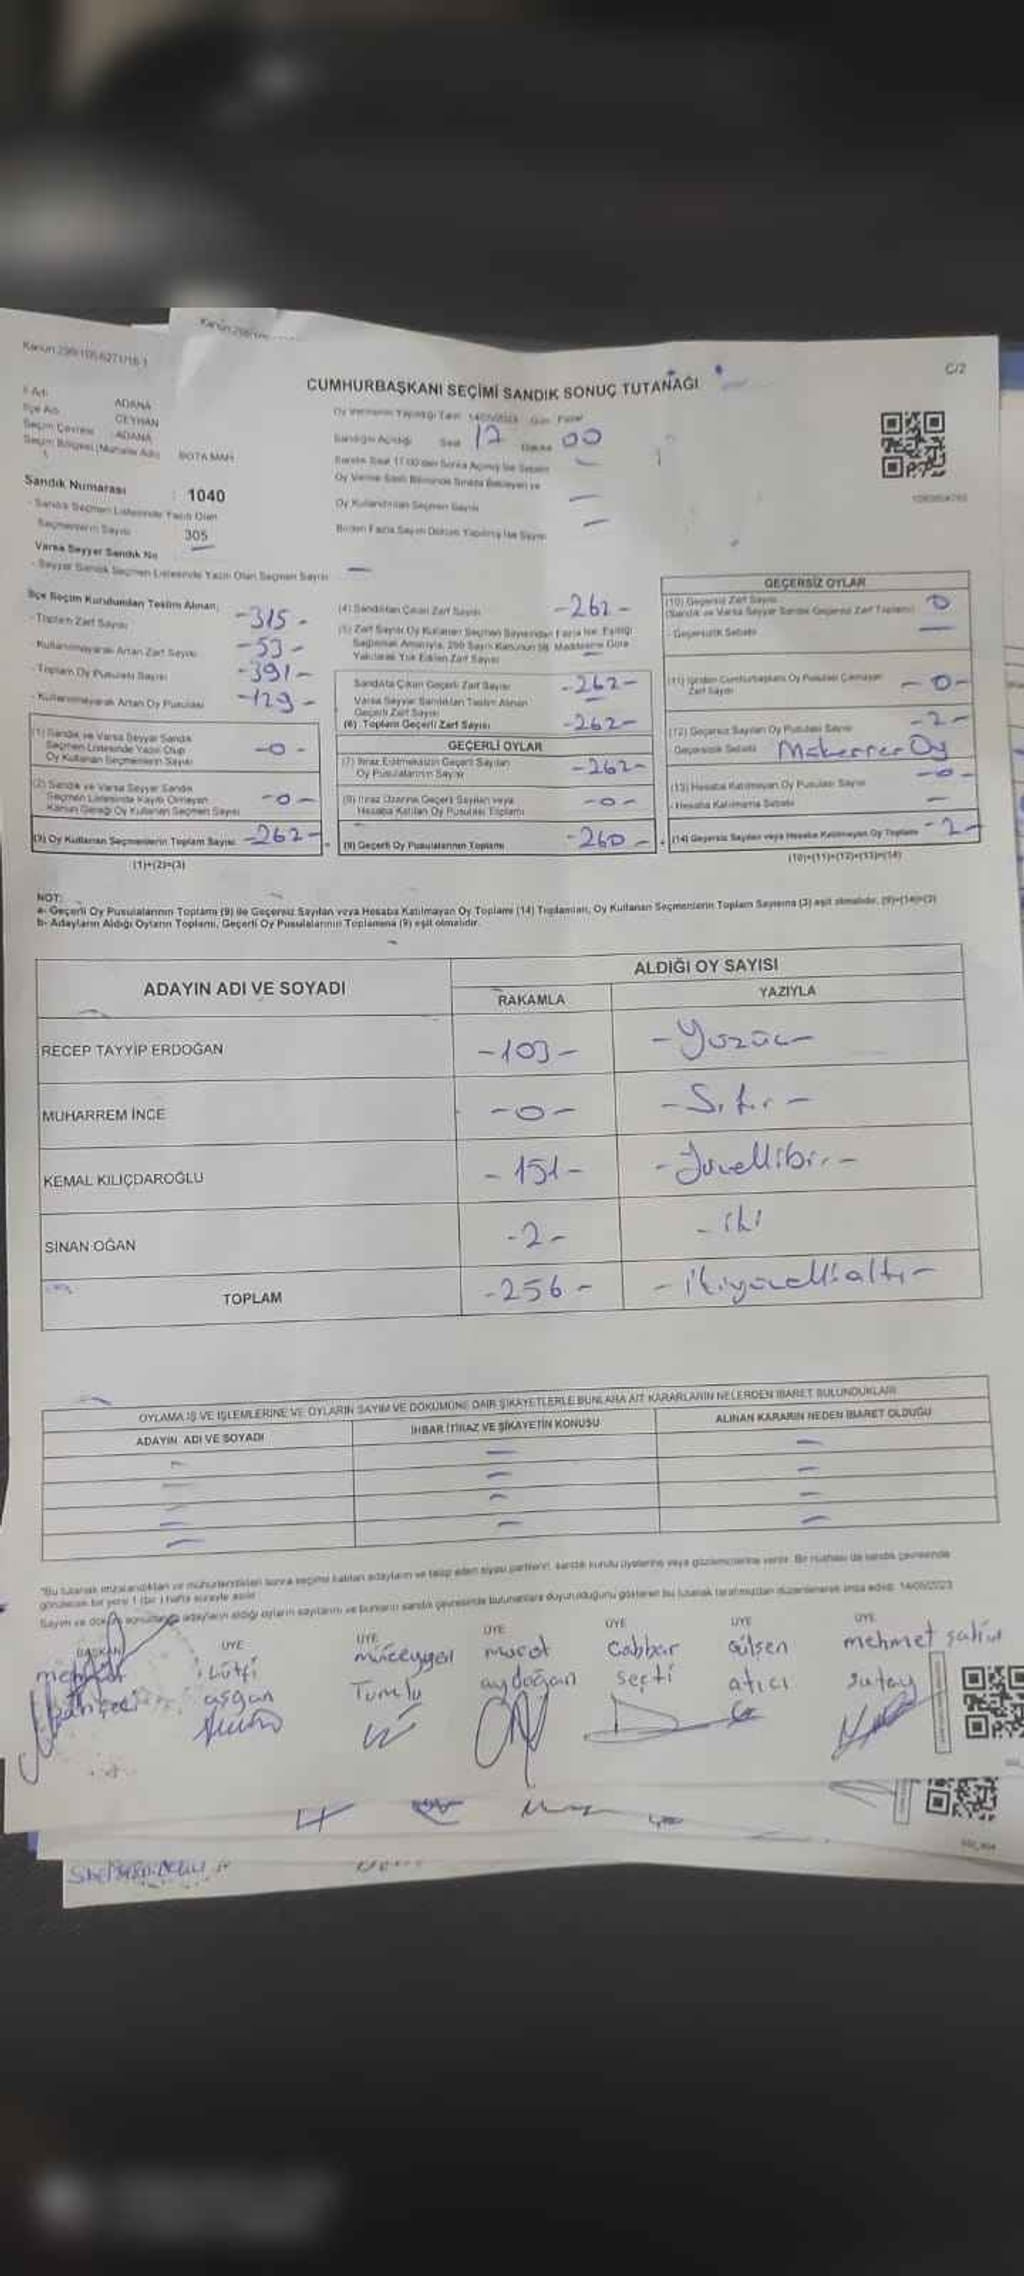 Kanun 298/105-6271/16-1
C/2
CUMHURBAŞKANI SEÇİMİ SANDIK SONUÇ TUTANAĞI
İl Adı ADANA
İlçe Adı CEYHAN
Seçim Çevresi ADANA
Seçim Bölgesi (Mahalle Adı) BOTA MAH.
Sandık Numarası : 1040
- Sandık Seçmen Listesinde Yazılı Olan
Seçmenlerin Sayısı 305
Varsa Seyyar Sandık No
- Seyyar Sandık Seçmen Listesinde Yazılı Olan Seçmen Sayısı
Oy Vermenin Yapıldığı Tarih 14/05/2023 Gün Pazar
Sandığın Açıldığı Saat 17 Dakika 00
Sandık Saat 17.00'den Sonra Açılmış İse Sebebi
Oy Verme Saati Bitiminde Sırada Bekleyen ve
Oy Kullandırılan Seçmen Sayısı
Birden Fazla Sayım Döküm Yapılmış İse Sayısı
İlçe Seçim Kurulundan Teslim Alınan;
- Toplam Zarf Sayısı -315-
- Kullanılmayarak Artan Zarf Sayısı -53-
- Toplam Oy Pusulası Sayısı -391-
- Kullanılmayarak Artan Oy Pusulası -129-
(1) Sandık ve Varsa Seyyar Sandık
Seçmen Listesinde Yazılı Olup
Oy Kullanan Seçmenlerin Sayısı -0-
(2) Sandık ve Varsa Seyyar Sandık
Seçmen Listesinde Kayıtlı Olmayan
Kanun Gereği Oy Kullanan Seçmen Sayısı -0-
(3) Oy Kullanan Seçmenlerin Toplam Sayısı -262-
(1)+(2)=(3)
(4) Sandıktan Çıkan Zarf Sayısı -262-
(5) Zarf Sayısı Oy Kullanan Seçmen Sayısından Fazla İse, Eşitliği
Sağlamak Amacıyla, 298 Sayılı Kanunun 98. Maddesine Göre
Yakılarak Yok Edilen Zarf Sayısı
Sandıkta Çıkan Geçerli Zarf Sayısı -262-
Varsa Seyyar Sandıktan Teslim Alınan
Geçerli Zarf Sayısı
(6) Toplam Geçerli Zarf Sayısı -262-
GEÇERLİ OYLAR
(7) İtiraz Edilmeksizin Geçerli Sayılan
Oy Pusulalarının Sayısı -262-
(8) İtiraz Üzerine Geçerli Sayılan veya
Hesaba Katılan Oy Pusulası Toplamı -0-
(9) Geçerli Oy Pusulalarının Toplamı -260-
GEÇERSİZ OYLAR
(10) Geçersiz Zarf Sayısı
(Sandık ve Varsa Seyyar Sandık Geçersiz Zarf Toplamı) 0
- Geçersizlik Sebebi
(11) İçinden Cumhurbaşkanı Oy Pusulası Çıkmayan
Zarf Sayısı -0-
(12) Geçersiz Sayılan Oy Pusulası Sayısı -2-
Geçersizlik Sebebi Mükerrer Oy
(13) Hesaba Katılmayan Oy Pusulası Sayısı -0-
- Hesaba Katılmama Sebebi
(14) Geçersiz Sayılan veya Hesaba Katılmayan Oy Toplamı -2-
(10)+(11)+(12)+(13)=(14)
NOT:
a- Geçerli Oy Pusulalarının Toplamı (9) ile Geçersiz Sayılan veya Hesaba Katılmayan Oy Toplamı (14) Toplamları, Oy Kullanan Seçmenlerin Toplam Sayısına (3) eşit olmalıdır. (9)+(14)=(3)
b- Adayların Aldığı Oyların Toplamı, Geçerli Oy Pusulalarının Toplamına (9) eşit olmalıdır.
ADAYIN ADI VE SOYADI
ALDIĞI OY SAYISI
RAKAMLA YAZIYLA
RECEP TAYYİP ERDOĞAN -103- -Yüzüç-
MUHARREM İNCE -0- -Sıfır-
KEMAL KILIÇDAROĞLU -151- -Yüzellibir-
SİNAN OĞAN -2- -iki
TOPLAM -256- -ikiyüzellialtı-
OYLAMA İŞ VE İŞLEMLERİNE VE OYLARIN SAYIM VE DÖKÜMÜNE DAİR ŞİKAYETLERLE BUNLARA AİT KARARLARIN NELERDEN İBARET BULUNDUKLARI
ADAYIN ADI VE SOYADI İHBAR İTİRAZ VE ŞİKAYETİN KONUSU ALINAN KARARIN NEDEN İBARET OLDUĞU
*Bu tutanak imzalandıktan ve mühürlendikten sonra seçime katılan adayların ve talep eden siyasi partilerin, sandık kurulu üyelerine veya gözlemcilerine verilir. Bir nüshası da sandık çevresinde
görülecek bir yere 1 (bir) hafta süreyle asılır.
Sayım ve döküm sonunda adayların aldığı oyların sayılarını ve bunların sandık çevresinde bulunanlara duyurulduğunu gösteren bu tutanak tarafımızdan düzenlenerek imza edildi. 14/05/2023
BAŞKAN ÜYE ÜYE ÜYE ÜYE ÜYE ÜYE
Lütfi müzeyyel murat Cabbar Gülsen mehmet salih
aşgan Tumlu aydoğan seçti atıcı sutay